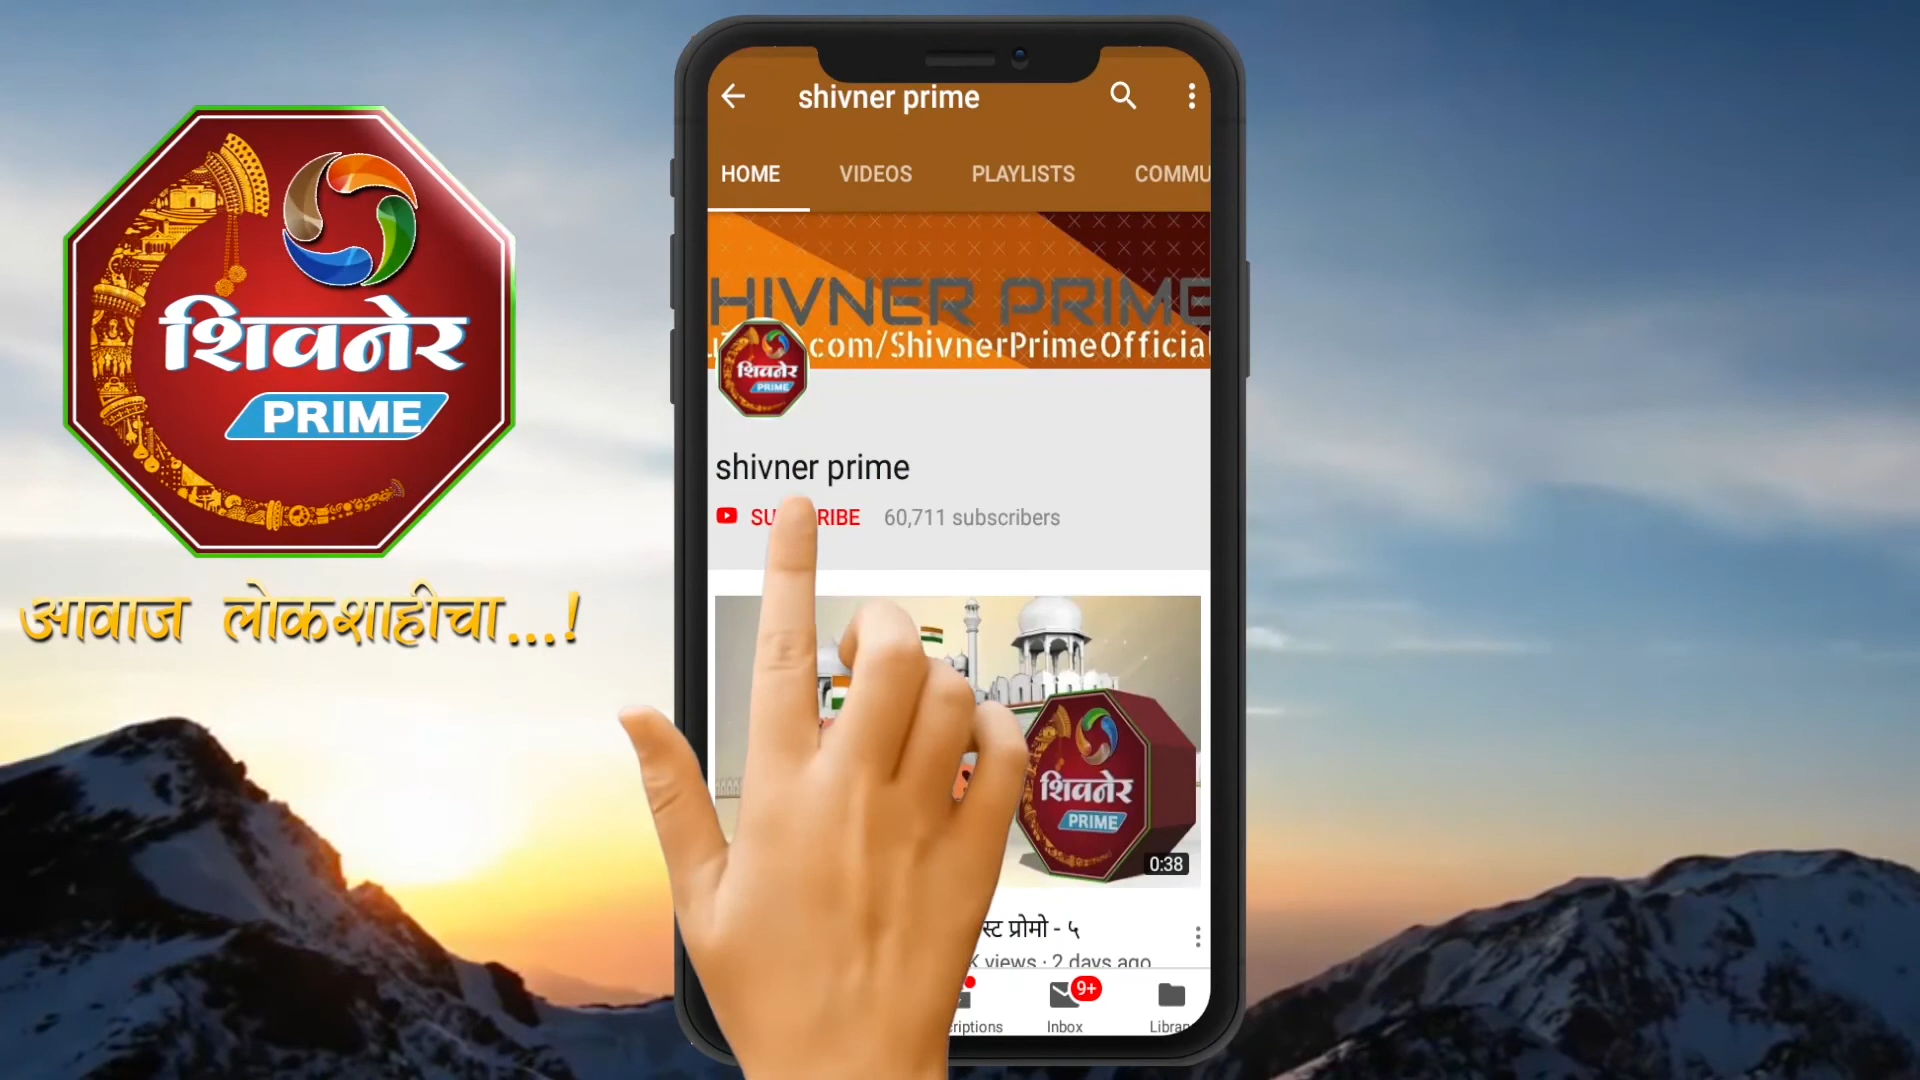 शिवनेर
PRIME
आवाज लोकशाहीचा...!
shivner prime
HOME VIDEOS PLAYLISTS COMMU
HIVNER PRIME
com/ShivnerPrimeOfficial
शिवनेर
PRIME
shivner prime
SU RIBE 60,711 subscribers
शिवनेर
PRIME
0:38
स्ट प्रोमो - ५
K views · 2 days ago
riptions Inbox 9+ Librar